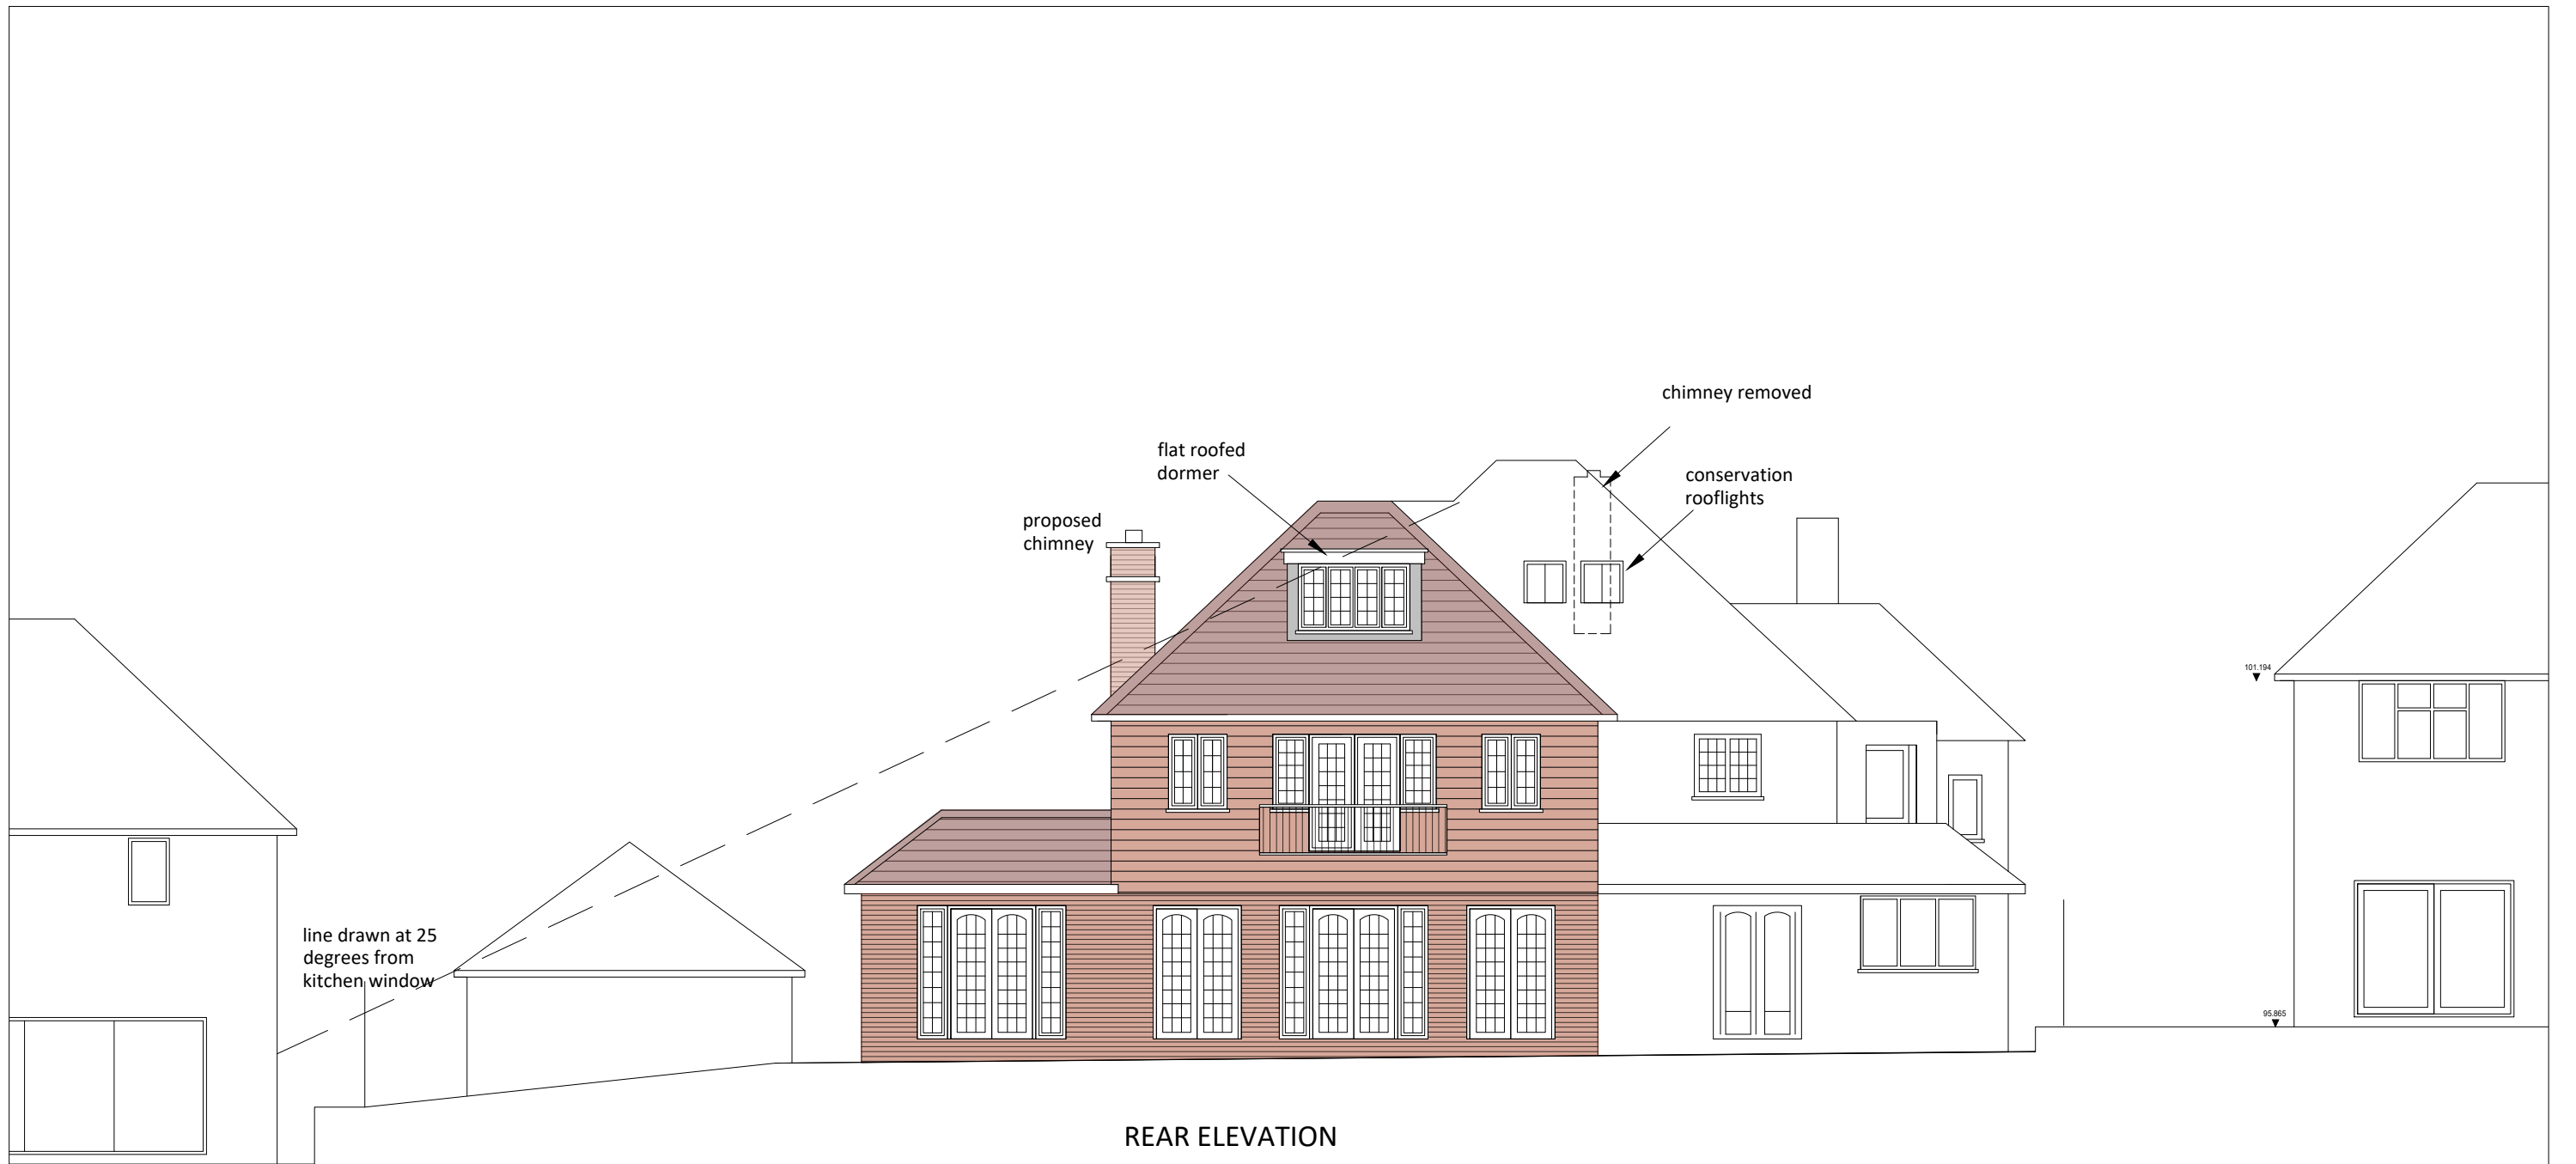 chimney removed
flat roofed
dormer
conservation
rooflights
proposed
chimney
101.194
line drawn at 25
degrees from
kitchen window
95.865
REAR ELEVATION